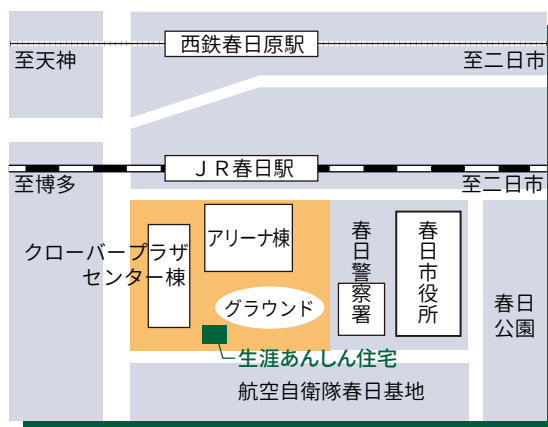 西鉄春日原駅
至天神
至二日市
ＪＲ春日駅
至博多
至二日市
クローバープラザ
センター棟
アリーナ棟
グラウンド
春日警察署
春日市役所
春日
公園
生涯あんしん住宅
航空自衛隊春日基地